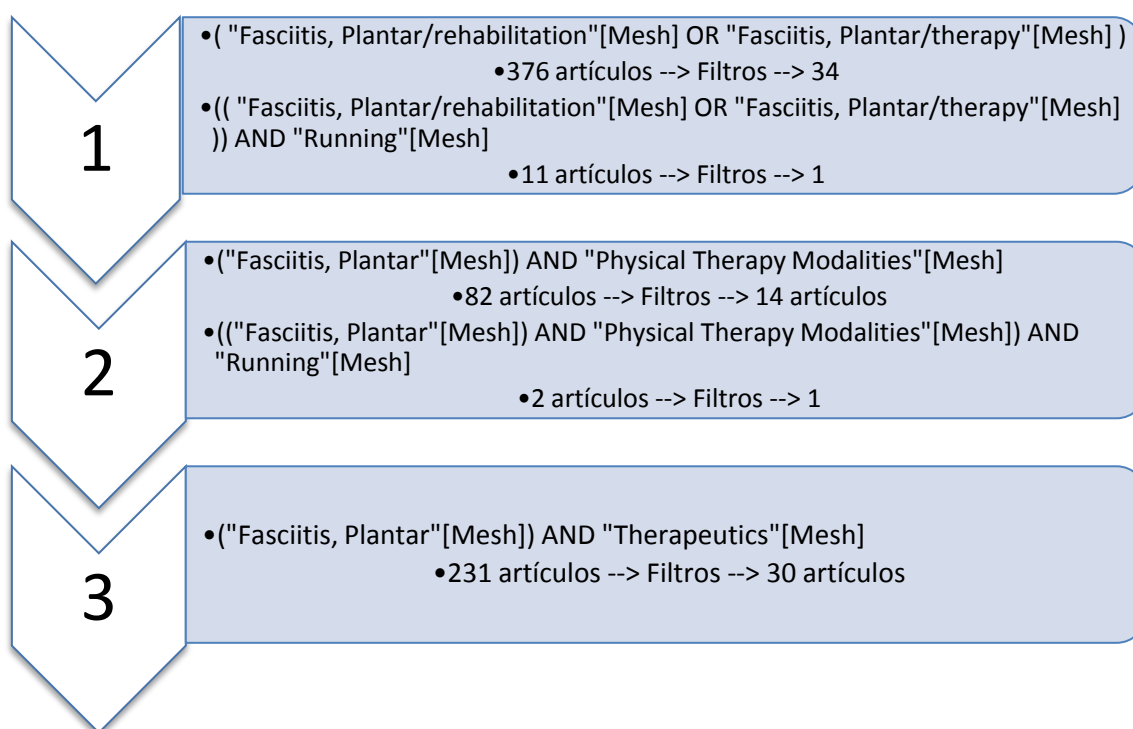 1
•( "Fasciitis, Plantar/rehabilitation"[Mesh] OR "Fasciitis, Plantar/therapy"[Mesh] )
•376 artículos --> Filtros --> 34
•(( "Fasciitis, Plantar/rehabilitation"[Mesh] OR "Fasciitis, Plantar/therapy"[Mesh]
)) AND "Running"[Mesh]
•11 artículos --> Filtros --> 1
2
•("Fasciitis, Plantar"[Mesh]) AND "Physical Therapy Modalities"[Mesh]
•82 artículos --> Filtros --> 14 artículos
•(("Fasciitis, Plantar"[Mesh]) AND "Physical Therapy Modalities"[Mesh]) AND
"Running"[Mesh]
•2 artículos --> Filtros --> 1
3
•("Fasciitis, Plantar"[Mesh]) AND "Therapeutics"[Mesh]
•231 artículos --> Filtros --> 30 artículos